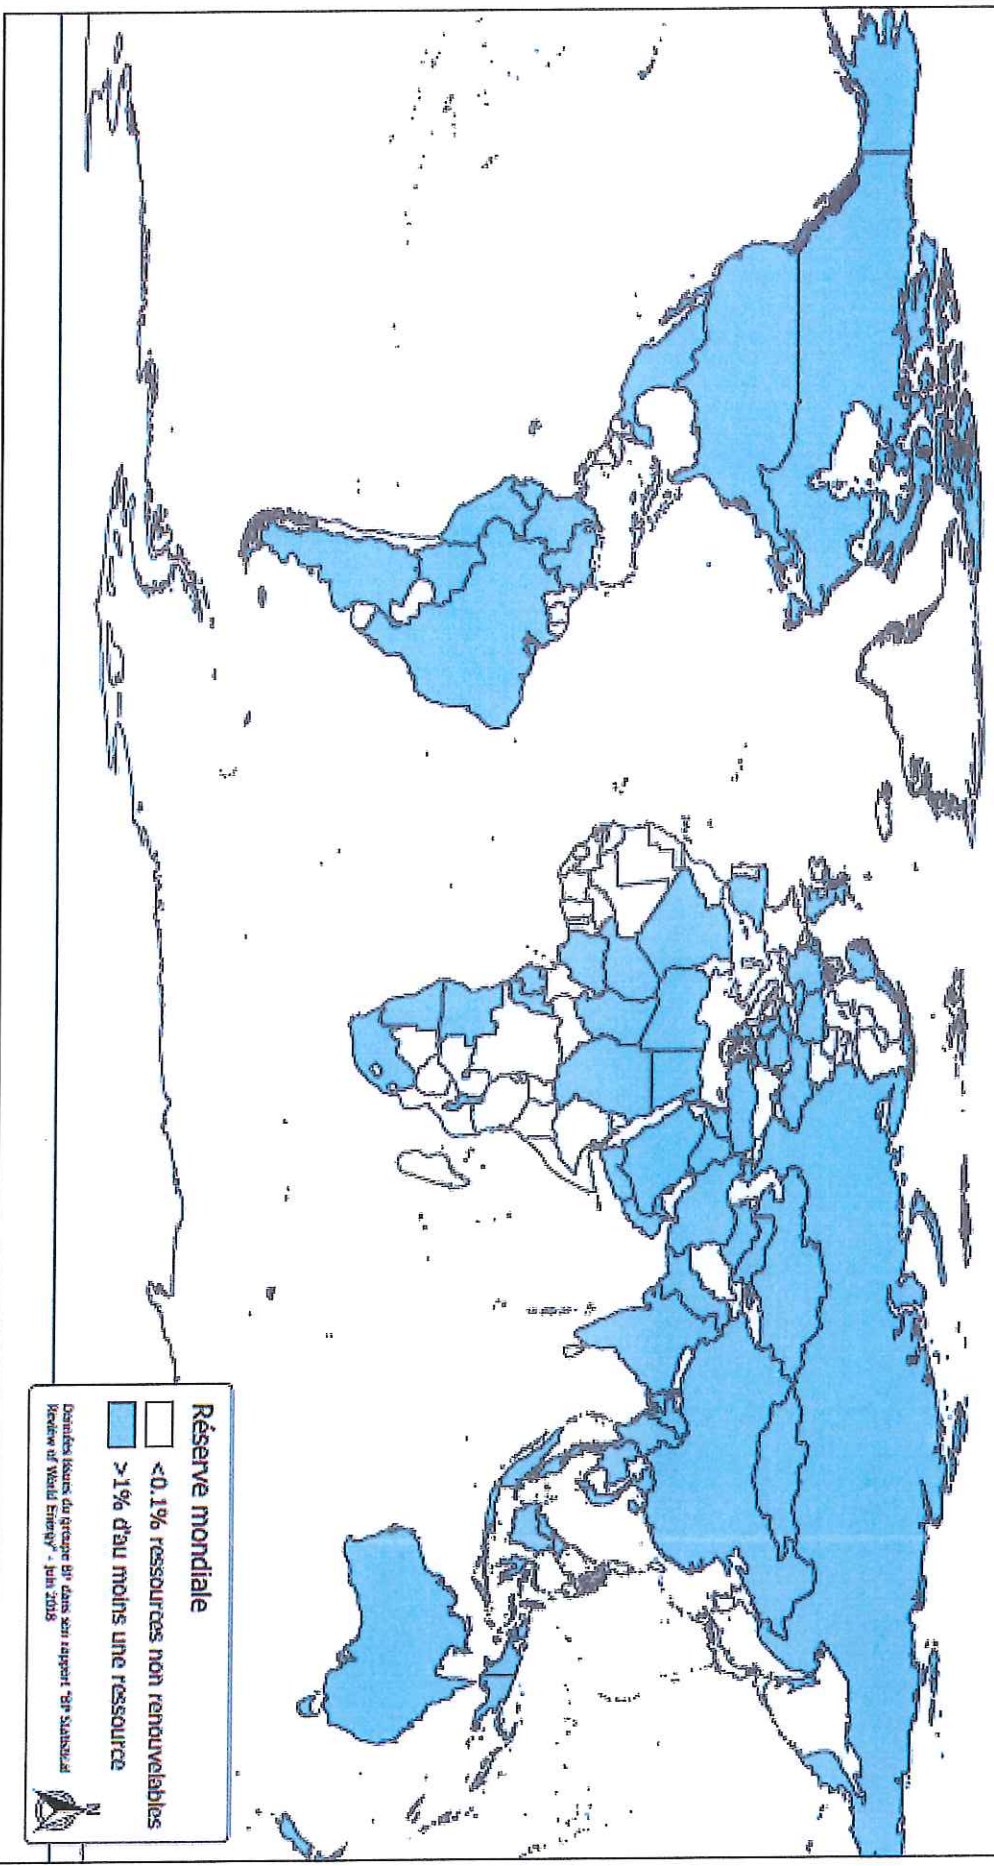 Réserve mondiale
<0.1% ressources non renouvelables
>1% d'au moins une ressource
Données issues du groupe BP dans son rapport "BP Statistical
Review of World Energy" - juin 2018
N